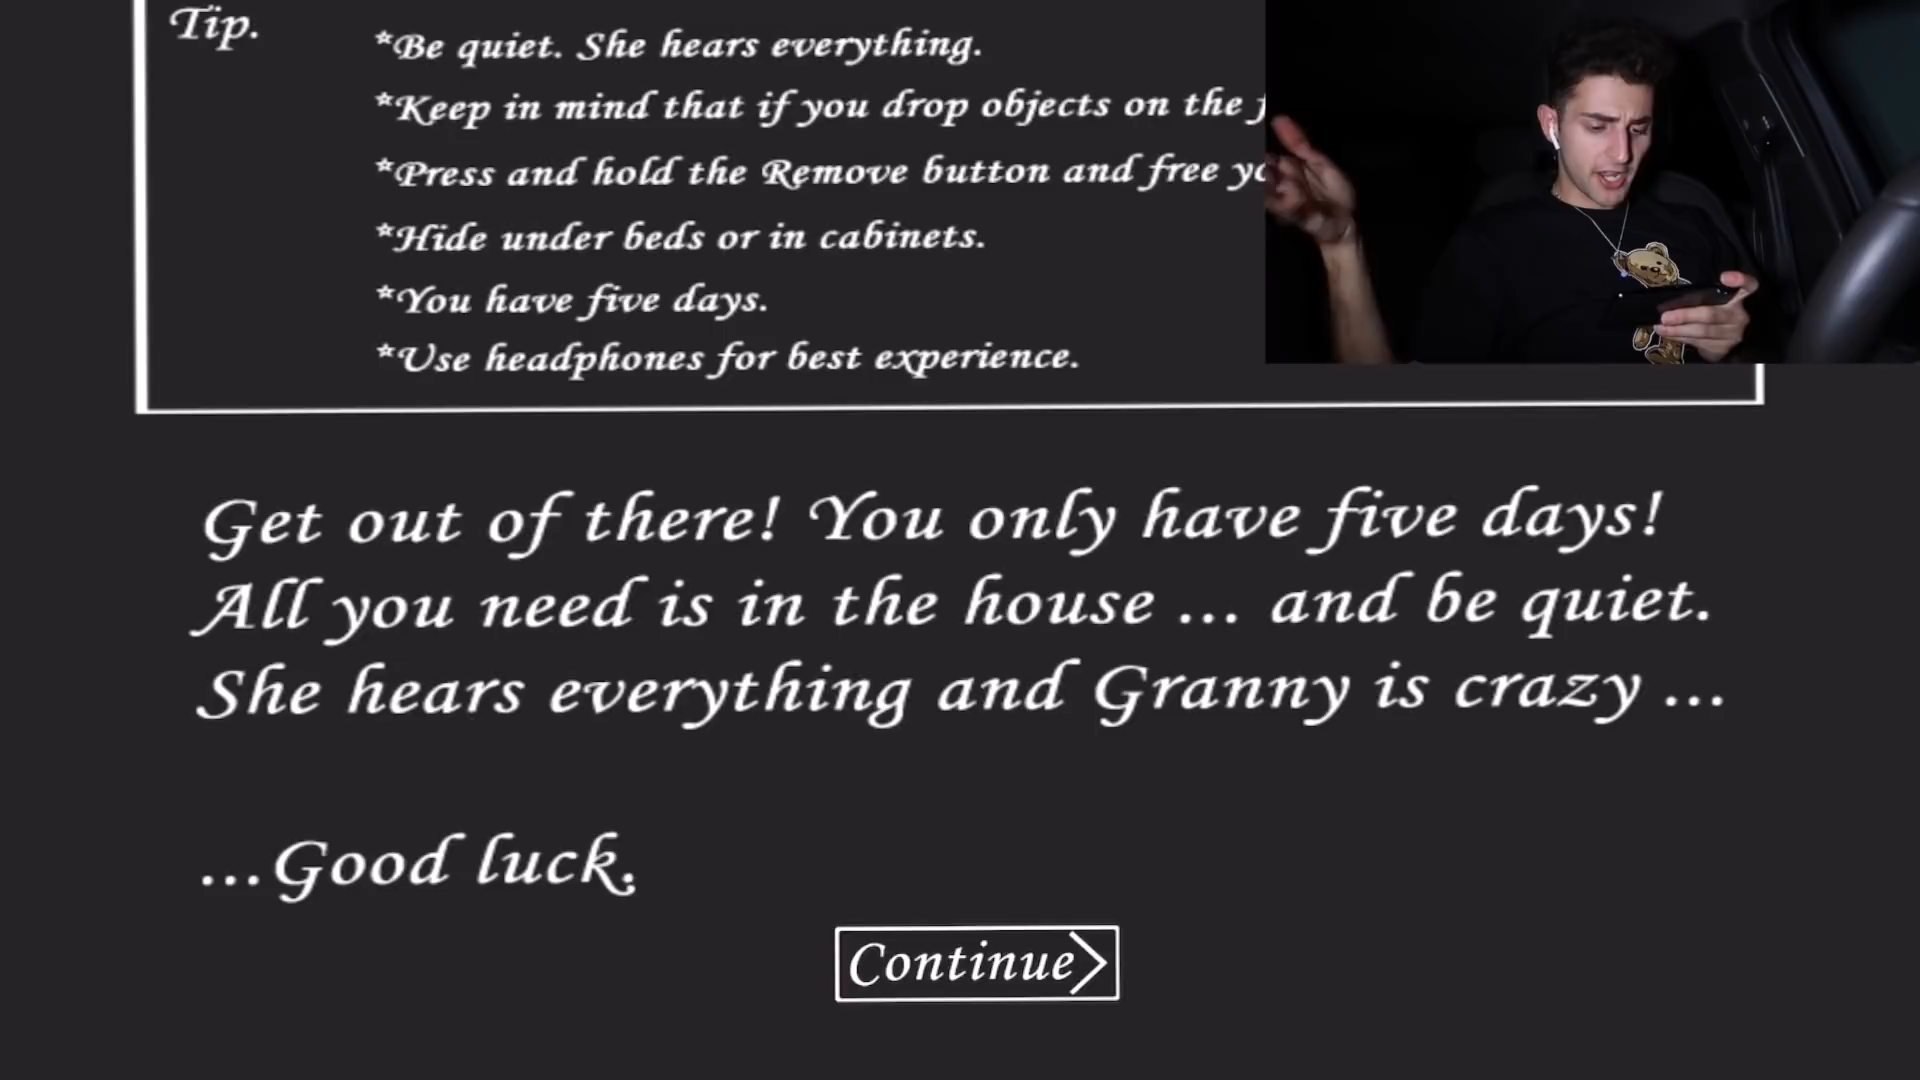 Tip.
*Be quiet. She hears everything.
*Keep in mind that if you drop objects on the
*Press and hold the Remove button and free
*Hide under beds or in cabinets.
*You have five days.
*Use headphones for best experience.
Get out of there! You only have five days!
All you need is in the house ... and be quiet.
She hears everything and Granny is crazy ...
...Good luck.
Continue>